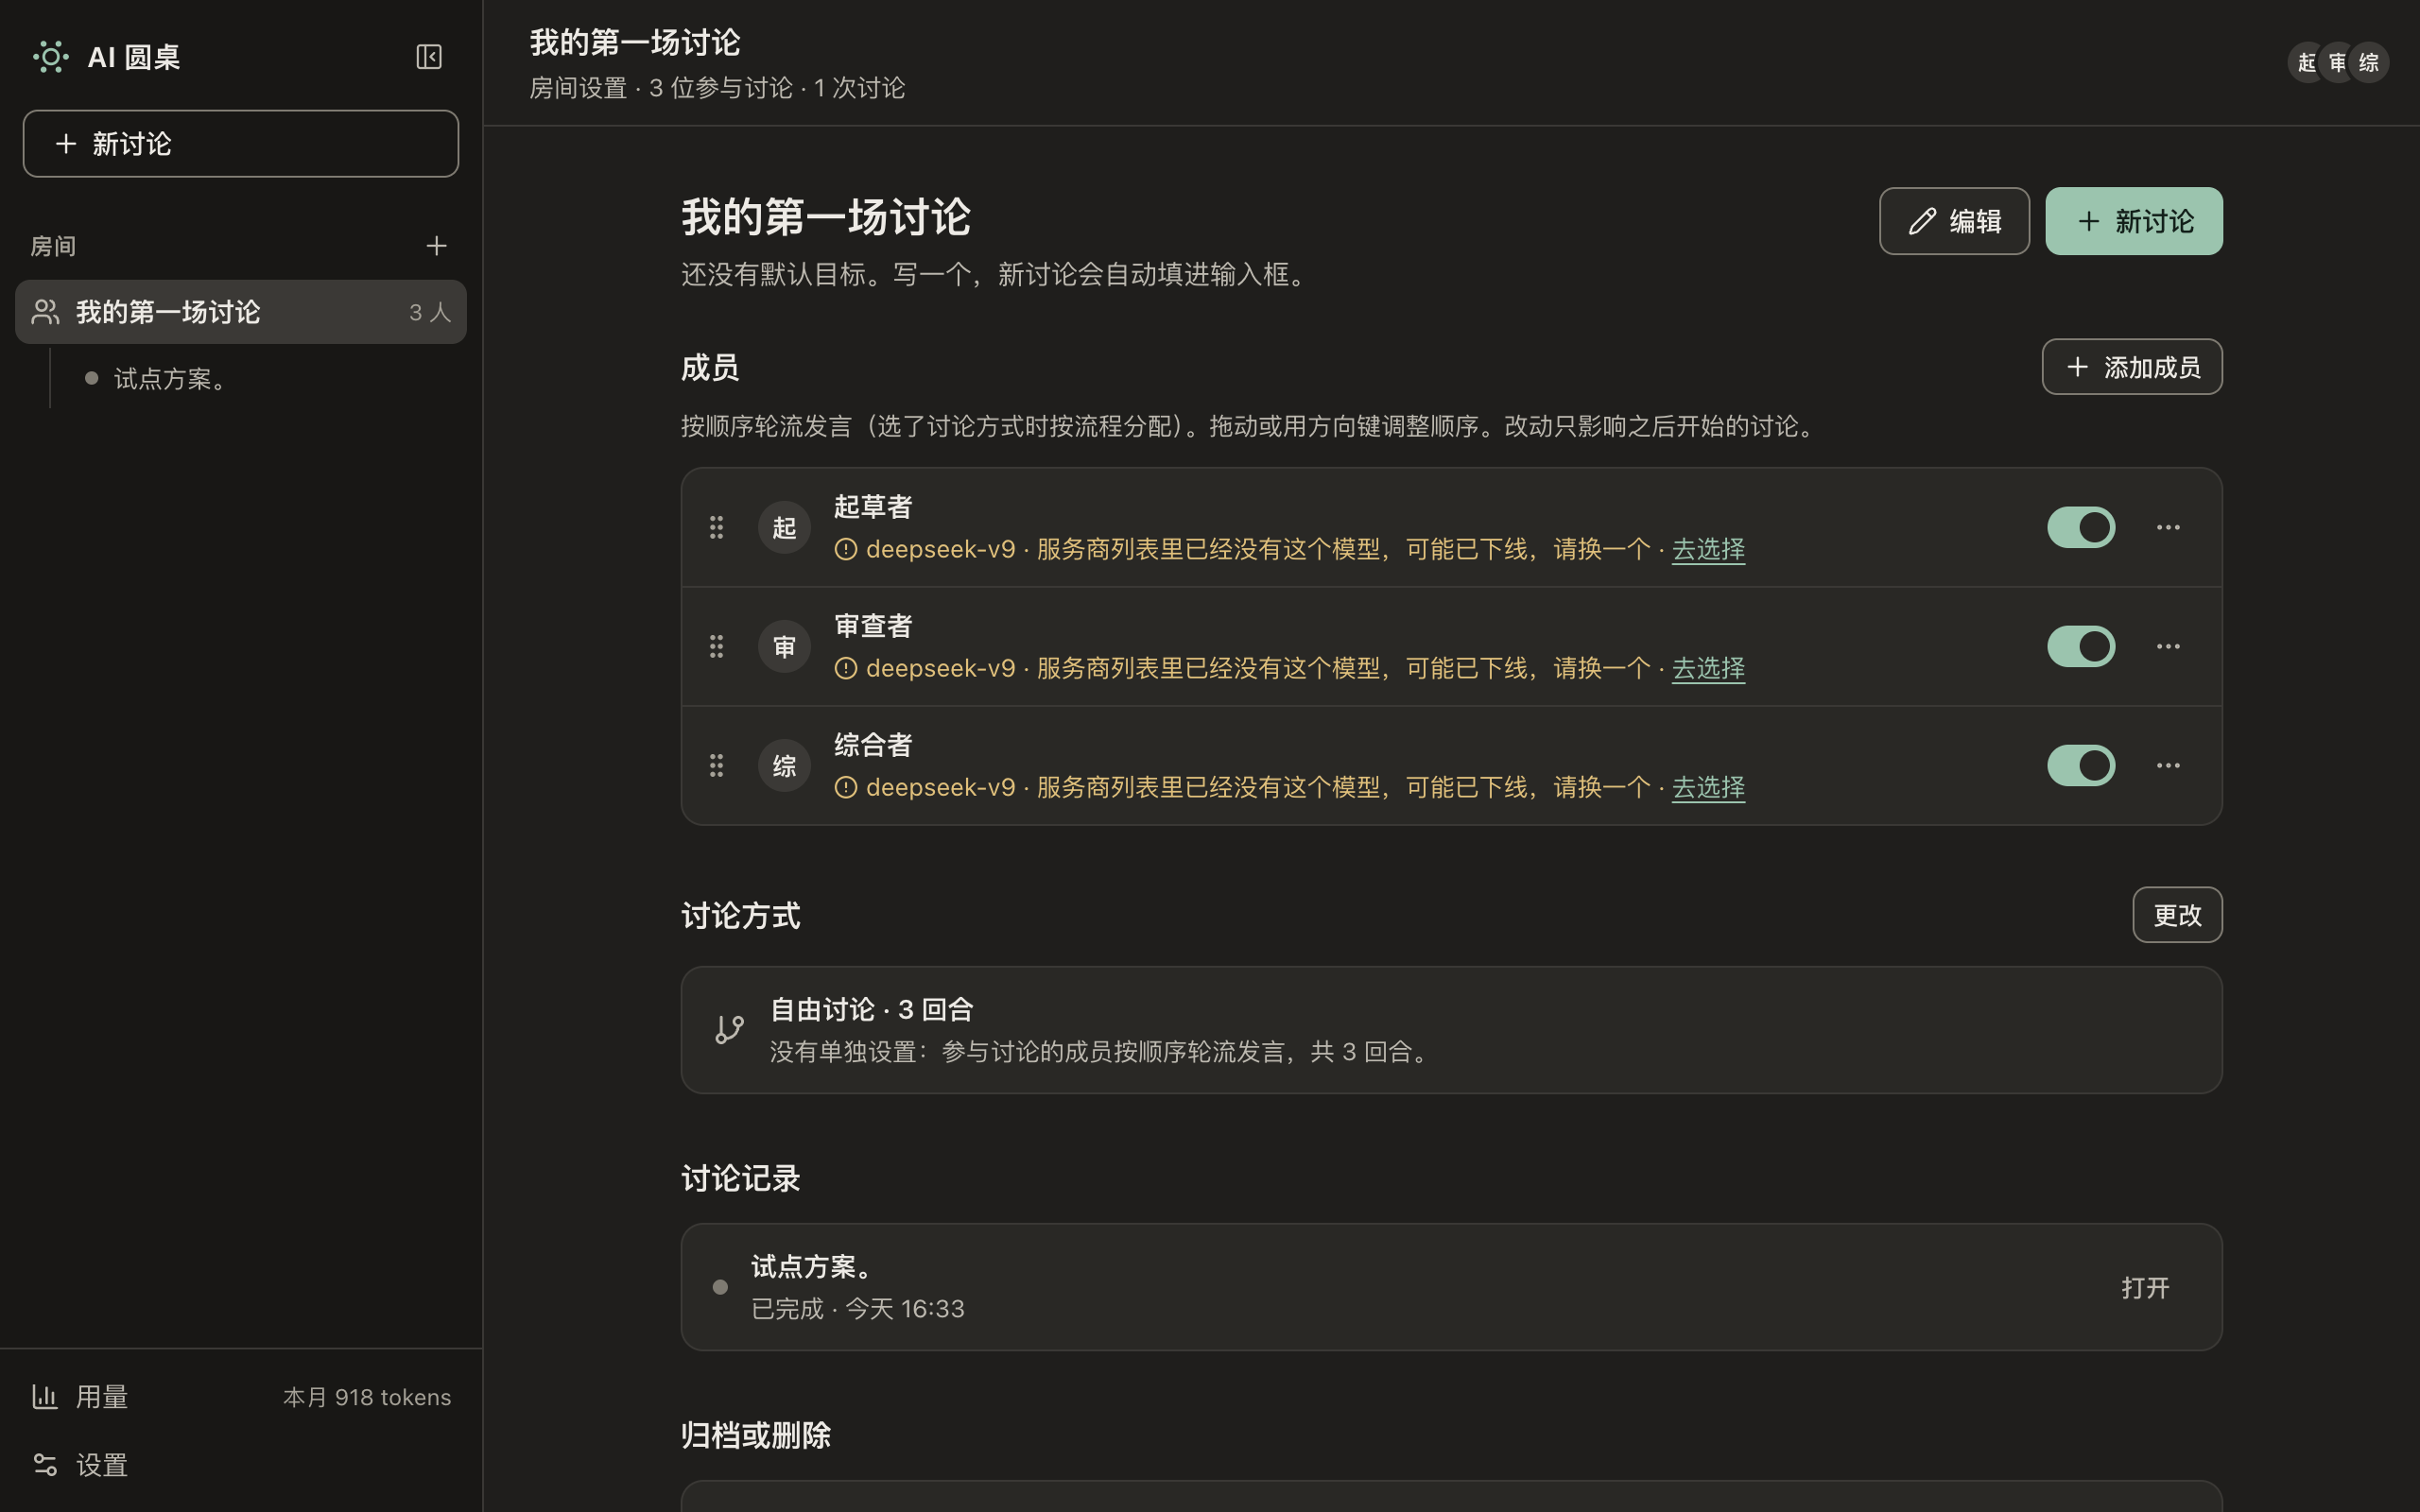 AI 圆桌
新讨论
房间
我的第一场讨论
3 人
试点方案。
用量
本月 918 tokens
设置
我的第一场讨论
房间设置 · 3 位参与讨论 · 1 次讨论
起
审
综
我的第一场讨论
还没有默认目标。写一个，新讨论会自动填进输入框。
编辑
新讨论
成员
添加成员
按顺序轮流发言（选了讨论方式时按流程分配）。拖动或用方向键调整顺序。改动只影响之后开始的讨论。
起
起草者
deepseek-v9 · 服务商列表里已经没有这个模型，可能已下线，请换一个 · 去选择
审
审查者
deepseek-v9 · 服务商列表里已经没有这个模型，可能已下线，请换一个 · 去选择
综
综合者
deepseek-v9 · 服务商列表里已经没有这个模型，可能已下线，请换一个 · 去选择
讨论方式
更改
自由讨论 · 3 回合
没有单独设置：参与讨论的成员按顺序轮流发言，共 3 回合。
讨论记录
试点方案。
已完成 · 今天 16:33
打开
归档或删除